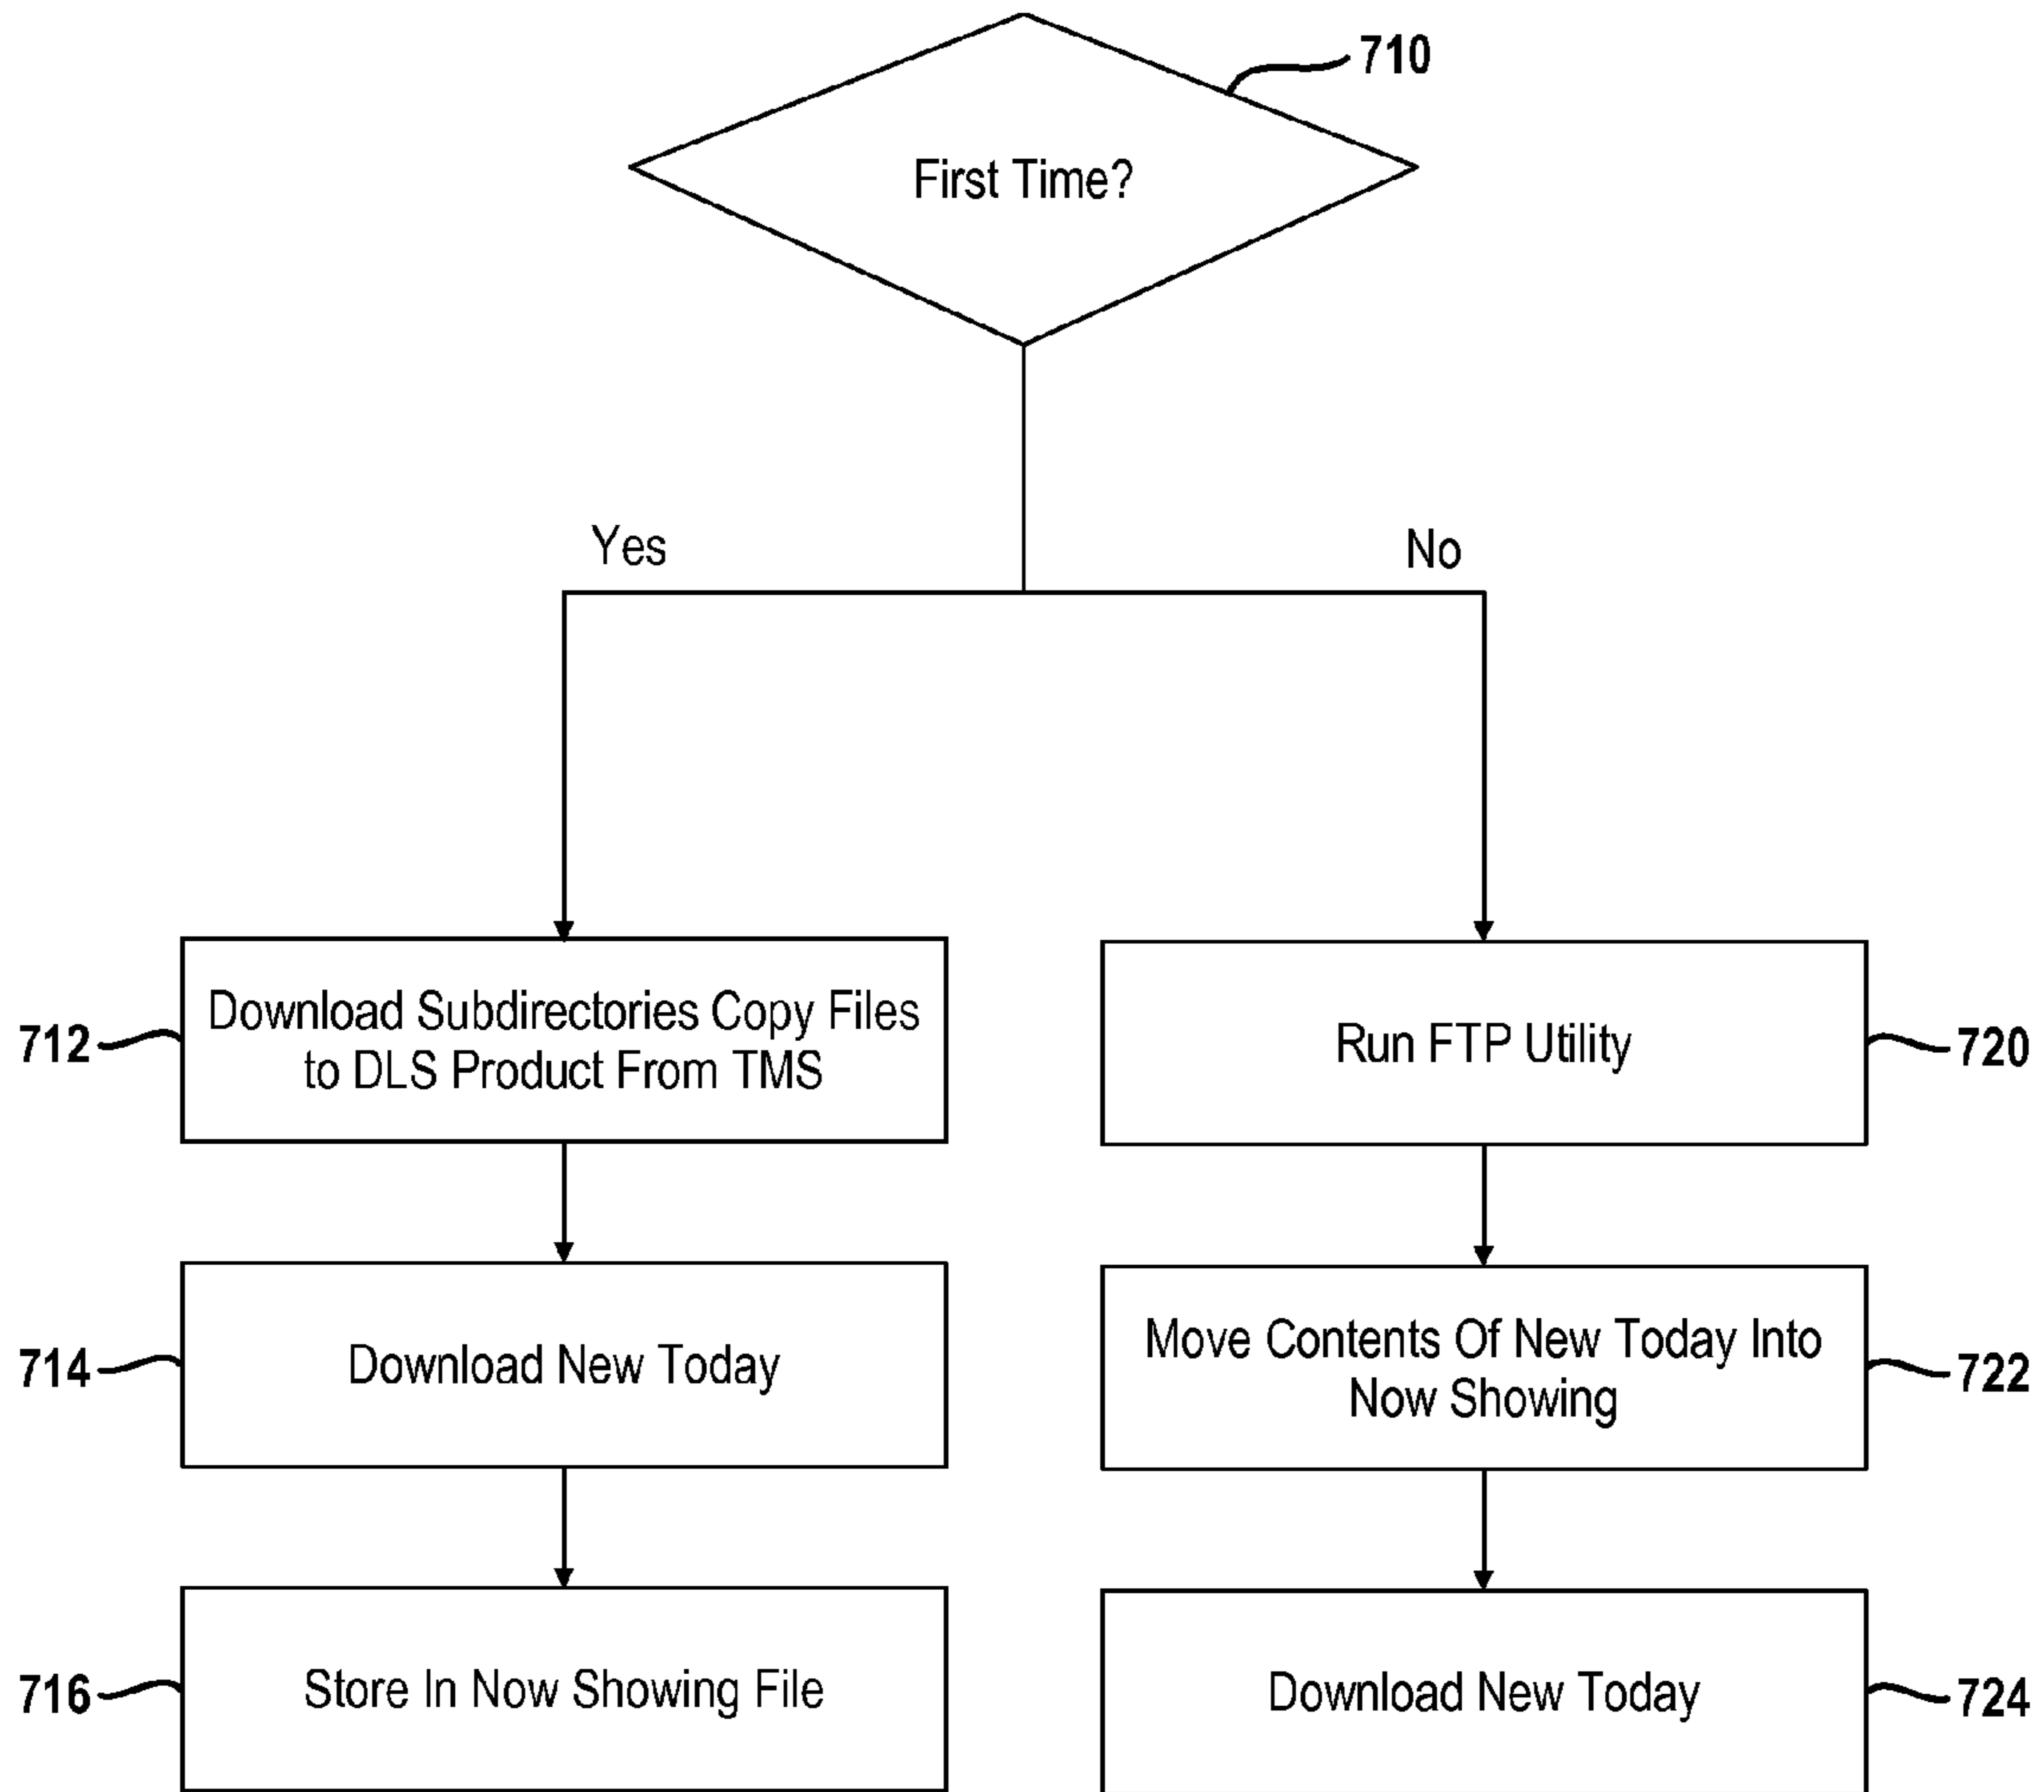 710
First Time?
Yes
No
712
Download Subdirectories Copy Files
to DLS Product From TMS
Run FTP Utility
720
714
Download New Today
Move Contents Of New Today Into
Now Showing
722
716
Store In Now Showing File
Download New Today
724